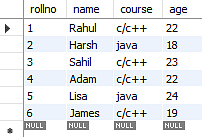 rollno name course age
1 Rahul c/c++ 22
2 Harsh java 18
3 Sahil c/c++ 23
4 Adam c/c++ 22
5 Lisa java 24
6 James c/c++ 19
NULL NULL NULL NULL